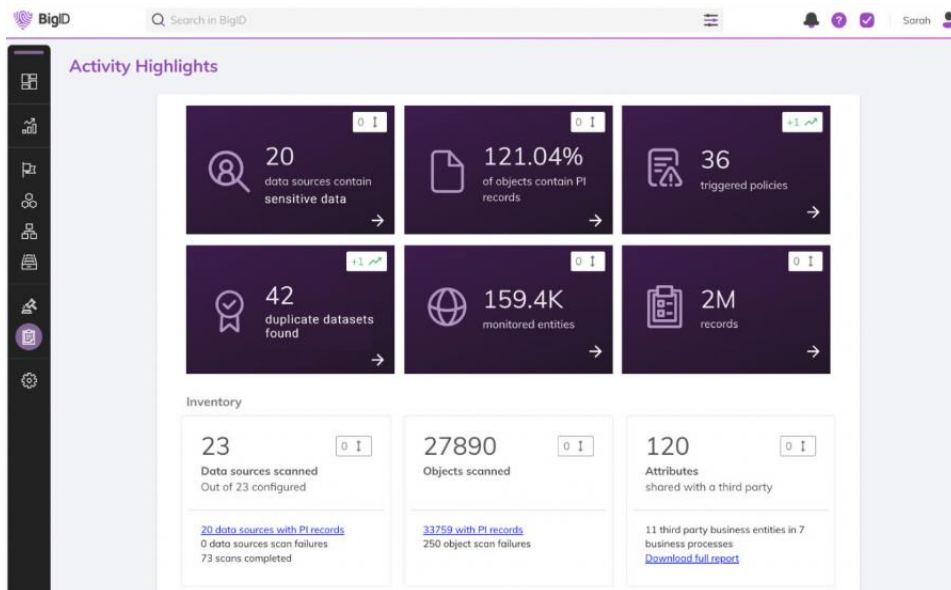 BigID
Search in BigID
?
Sarah
Activity Highlights
0
20
data sources contain
sensitive data
0
121.04%
of objects contain PI
records
+1
36
triggered policies
+1
42
duplicate datasets
found
0
159.4K
monitored entities
0
2M
records
Inventory
23
0
Data sources scanned
Out of 23 configured
20 data sources with PI records
0 data sources scan failures
73 scans completed
27890
0
Objects scanned
33759 with PI records
250 object scan failures
120
0
Attributes
shared with a third party
11 third party business entities in 7
business processes
Download full report